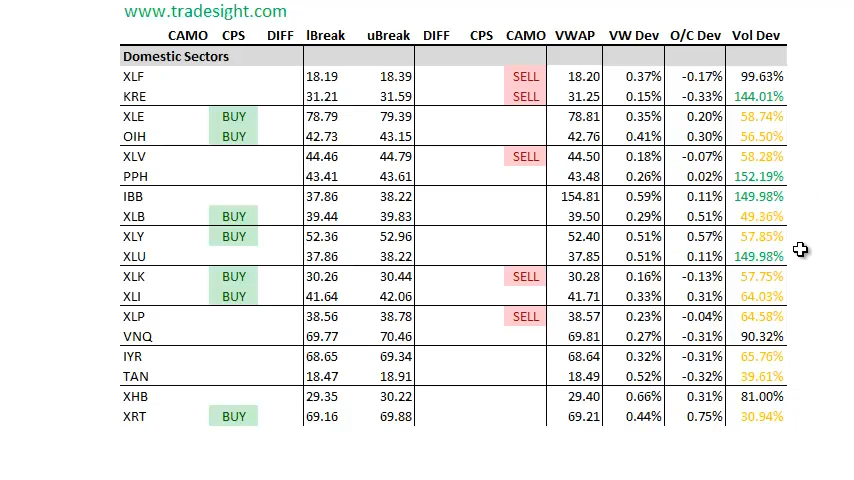 www.tradesight.com
CAMO CPS DIFF lBreak uBreak DIFF CPS CAMO VWAP VW Dev O/C Dev Vol Dev
Domestic Sectors
XLF 18.19 18.39 SELL 18.20 0.37% -0.17% 99.63%
KRE 31.21 31.59 SELL 31.25 0.15% -0.33% 144.01%
XLE BUY 78.79 79.39 78.81 0.35% 0.20% 58.74%
OIH BUY 42.73 43.15 42.76 0.41% 0.30% 56.50%
XLV 44.46 44.79 SELL 44.50 0.18% -0.07% 58.28%
PPH 43.41 43.61 43.48 0.26% 0.02% 152.19%
IBB 37.86 38.22 154.81 0.59% 0.11% 149.98%
XLB BUY 39.44 39.83 39.50 0.29% 0.51% 49.36%
XLY BUY 52.36 52.96 52.40 0.51% 0.57% 57.85%
XLU 37.86 38.22 37.85 0.51% 0.11% 149.98%
XLK BUY 30.26 30.44 SELL 30.28 0.16% -0.13% 57.75%
XLI BUY 41.64 42.06 41.71 0.33% 0.31% 64.03%
XLP 38.56 38.78 SELL 38.57 0.23% -0.04% 64.58%
VNQ 69.77 70.46 69.81 0.27% -0.31% 90.32%
IYR 68.65 69.34 68.64 0.32% -0.31% 65.76%
TAN 18.47 18.91 18.49 0.52% -0.32% 39.61%
XHB 29.35 30.22 29.40 0.66% 0.31% 81.00%
XRT BUY 69.16 69.88 69.21 0.44% 0.75% 30.94%